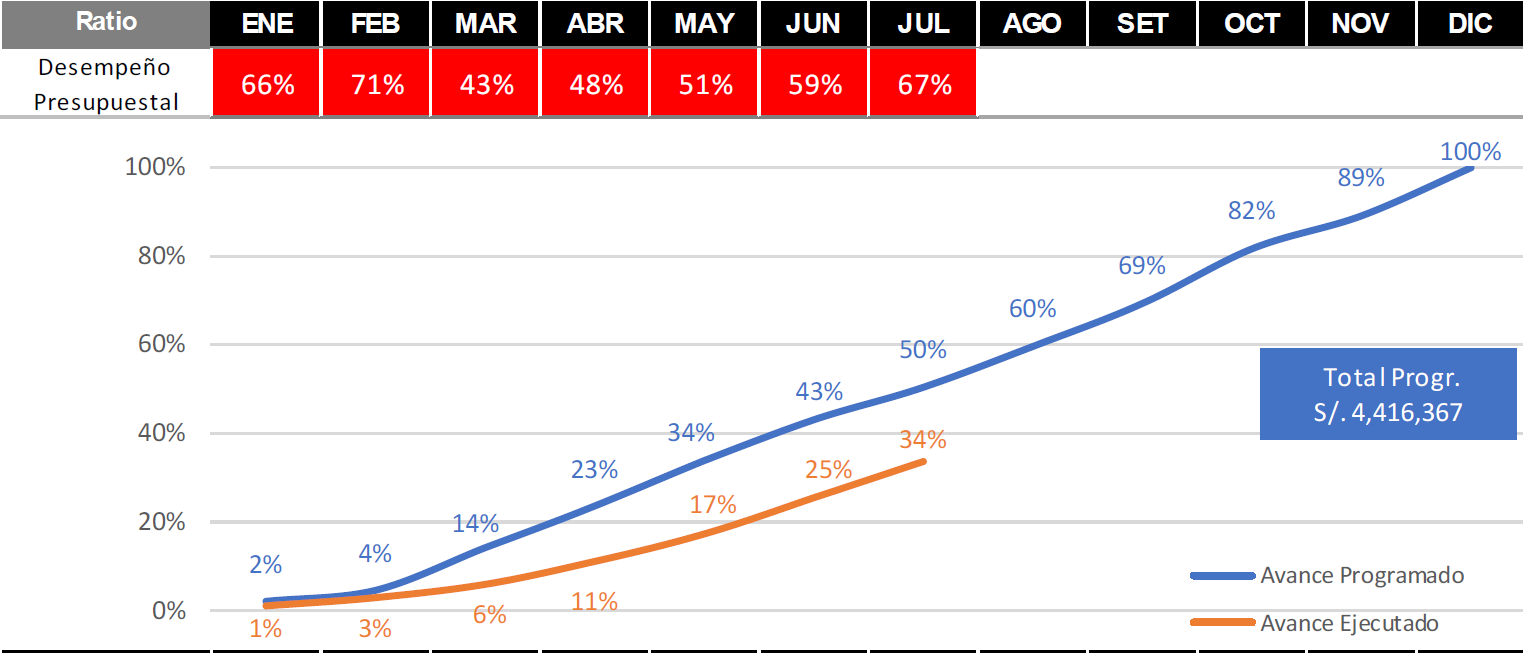 Ratio ENE FEB MAR ABR MAY JUN JUL AGO SET OCT NOV DIC
Desempeño
Presupuestal
66% 71% 43% 48% 51% 59% 67%
100%
80%
60%
40%
20%
0%
2% 4% 14% 23% 34% 43% 50% 60% 69% 82% 89% 100%
1% 3% 6% 11% 17% 25% 34%
Total Progr.
S/. 4,416,367
Avance Programado
Avance Ejecutado